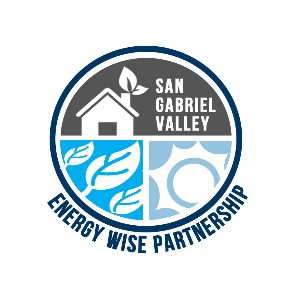 SAN
GABRIEL
VALLEY
ENERGY WISE PARTNERSHIP